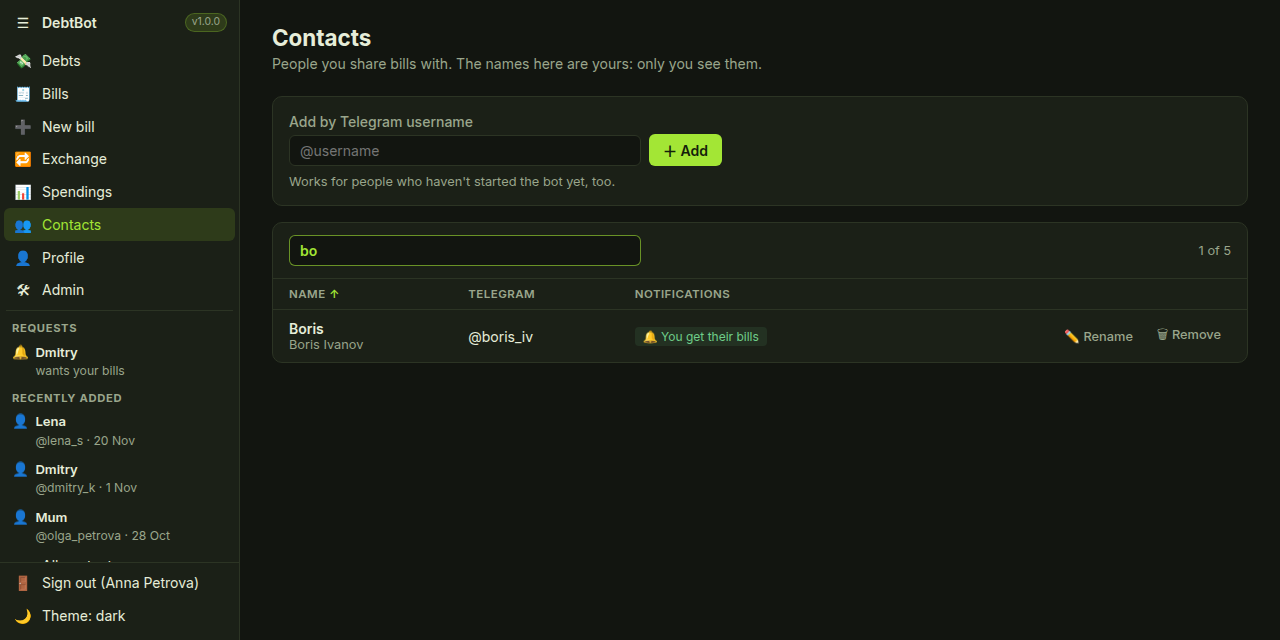 DebtBot
v1.0.0
Debts
Bills
New bill
Exchange
Spendings
Contacts
Profile
Admin
REQUESTS
Dmitry
wants your bills
RECENTLY ADDED
Lena
@lena_s · 20 Nov
Dmitry
@dmitry_k · 1 Nov
Mum
@olga_petrova · 28 Oct
Sign out (Anna Petrova)
Theme: dark
Contacts
People you share bills with. The names here are yours: only you see them.
Add by Telegram username
@username
+ Add
Works for people who haven't started the bot yet, too.
bo
1 of 5
NAME ↑ TELEGRAM NOTIFICATIONS
Boris
Boris Ivanov
@boris_iv
You get their bills
Rename
Remove